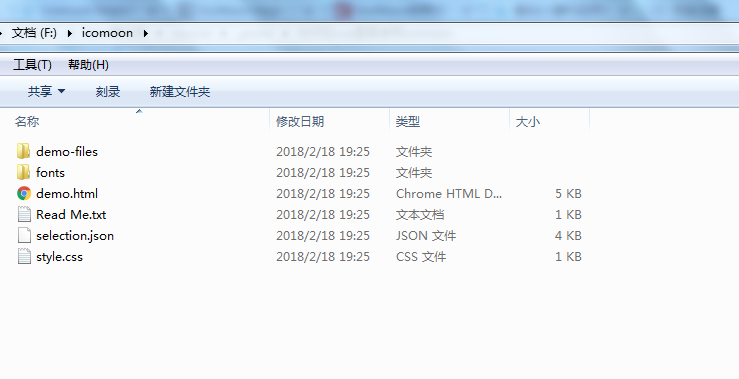 文档 (F:) icomoon
工具(T) 帮助(H)
共享 刻录 新建文件夹
名称 修改日期 类型 大小
demo-files 2018/2/18 19:25 文件夹
fonts 2018/2/18 19:25 文件夹
demo.html 2018/2/18 19:25 Chrome HTML D... 5 KB
Read Me.txt 2018/2/18 19:25 文本文档 1 KB
selection.json 2018/2/18 19:25 JSON 文件 4 KB
style.css 2018/2/18 19:25 CSS 文件 1 KB